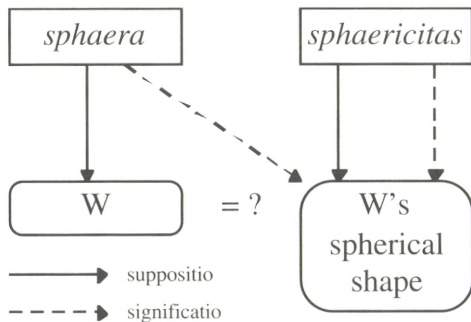 sphaera
sphaericitas
W
= ?
W's
spherical
shape
suppositio
significatio